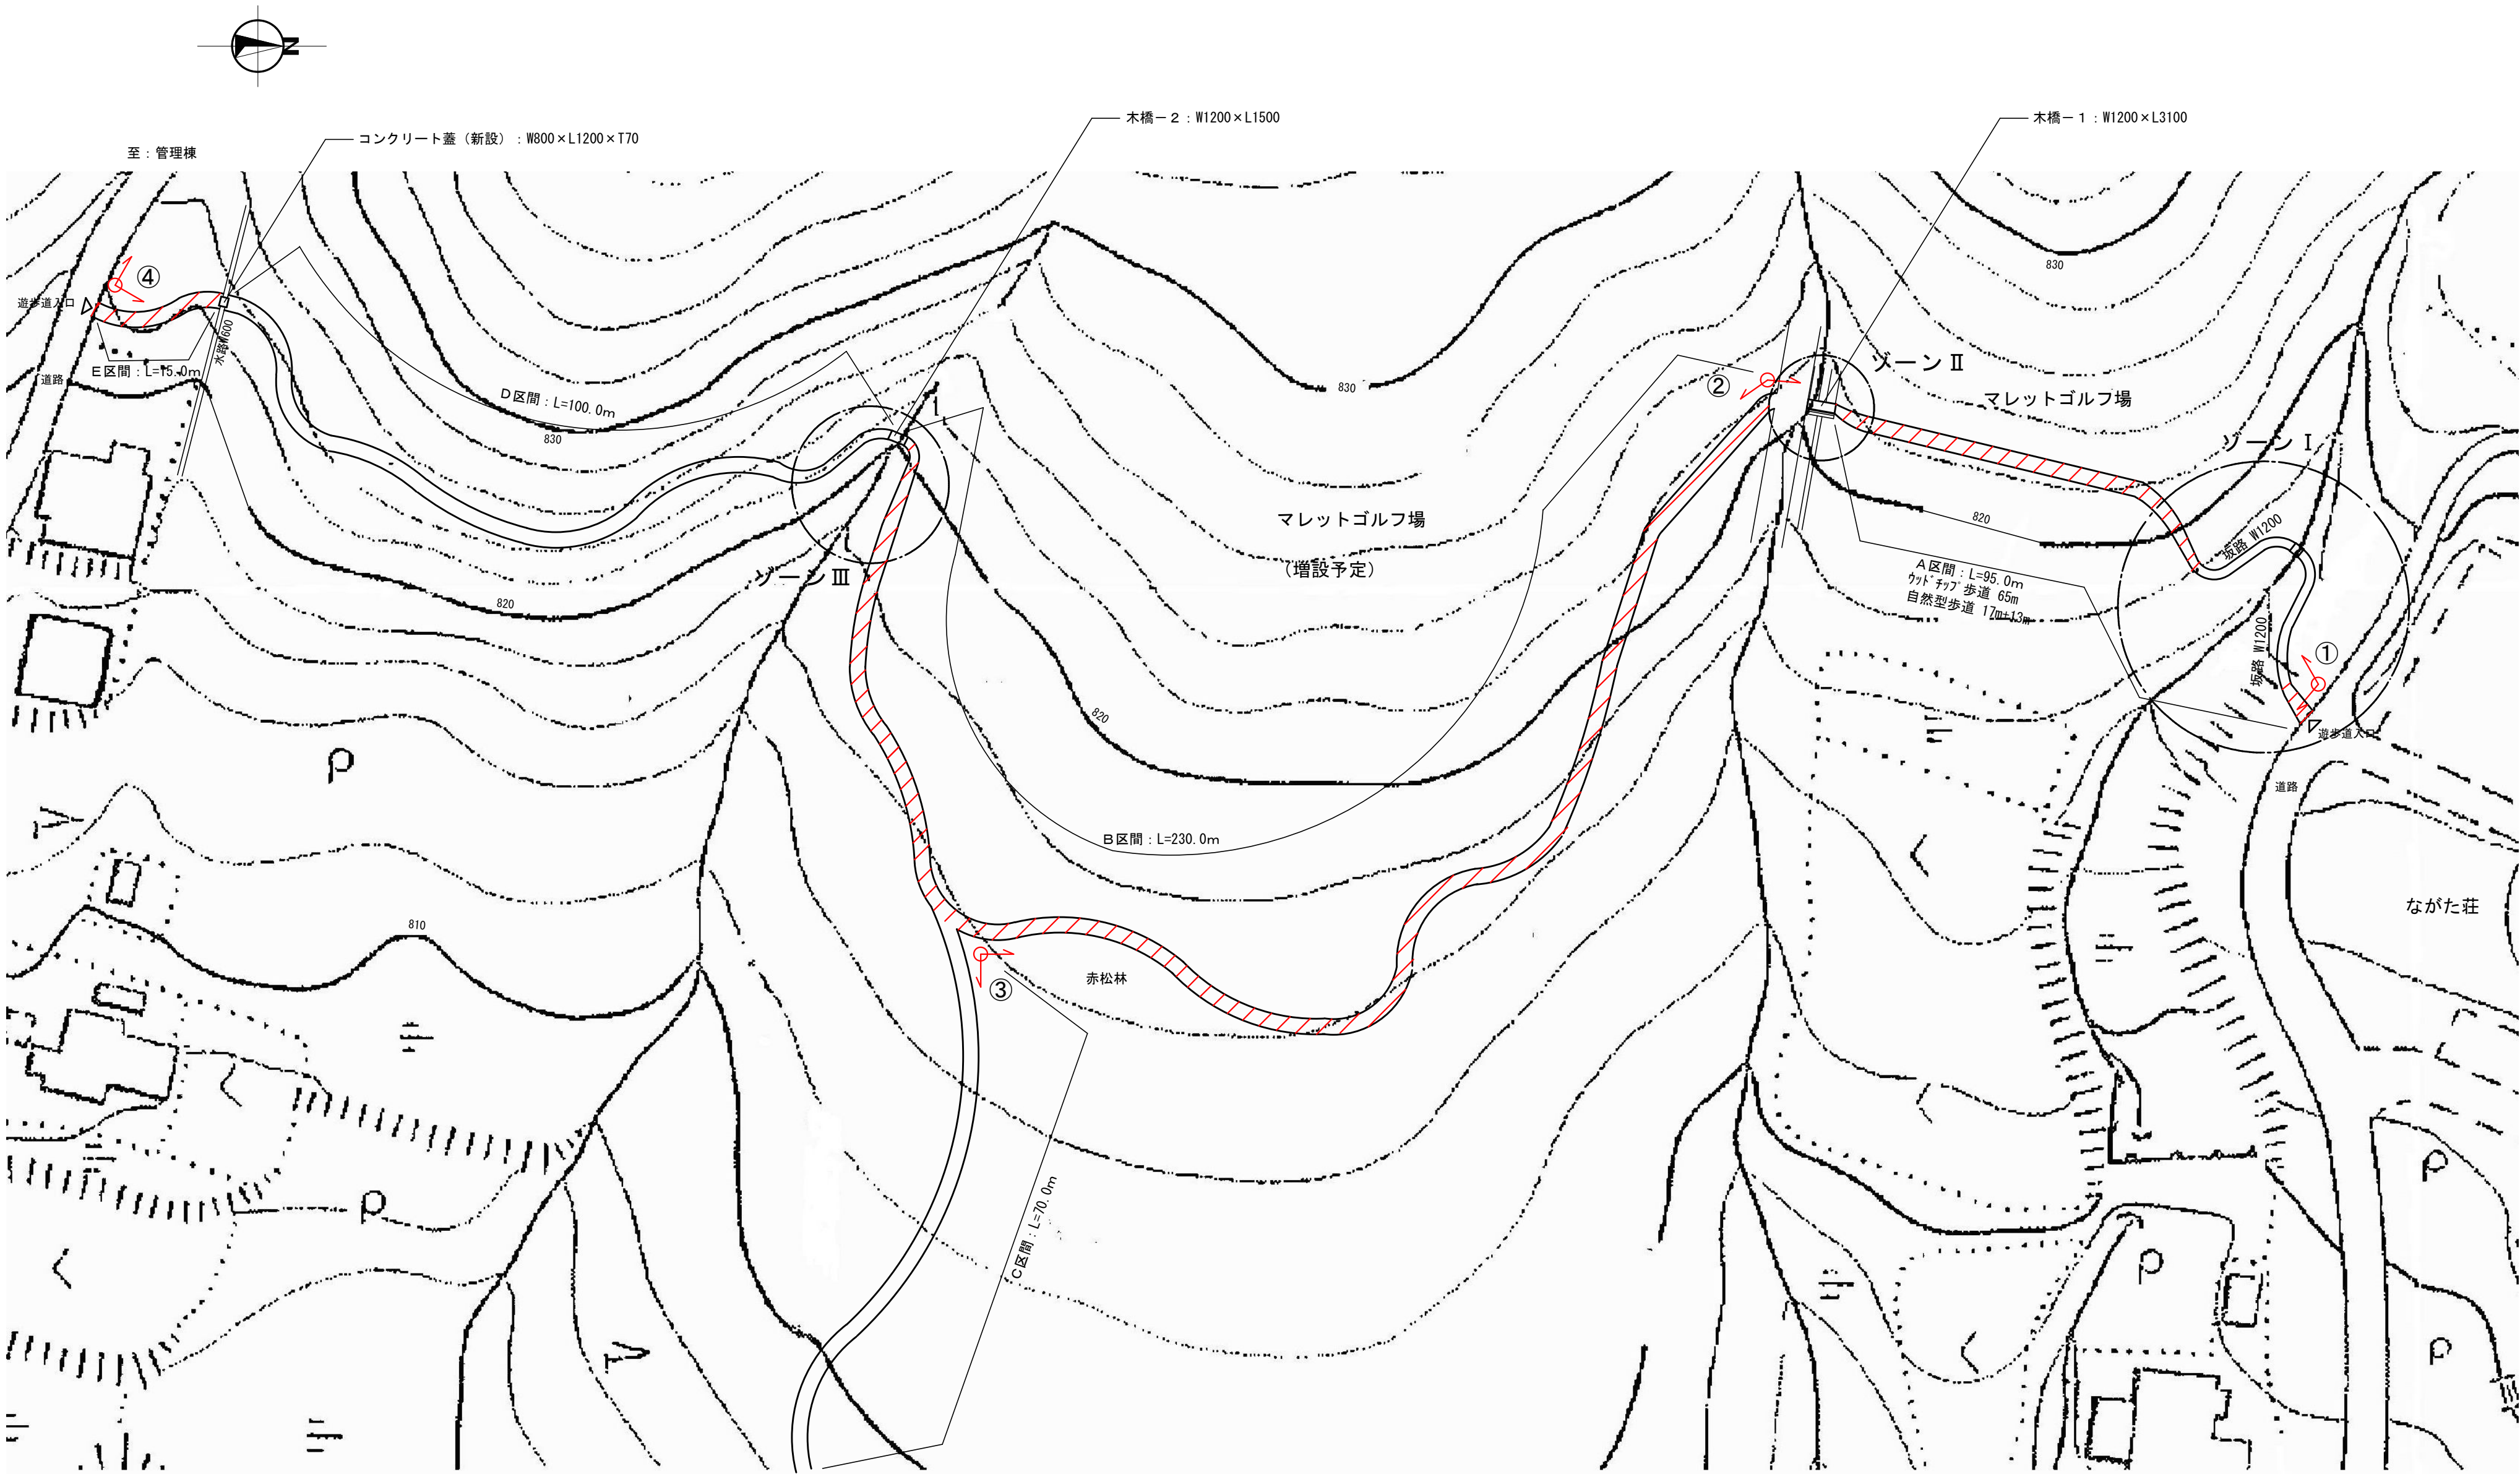 N
木橋－２：W1200×L1500
木橋－１：W1200×L3100
コンクリート蓋（新設）：W800×L1200×T70
至：管理棟
830
④
遊歩道入口
水路W600
ゾーンⅡ
E区間：L=15.0m
道路
②
830
マレットゴルフ場
D区間：L=100.0m
830
ゾーンⅠ
マレットゴルフ場
820
坂路 W1200
（増設予定）
ゾーンⅢ
A区間：L=95.0m
ウッドチップ歩道 65m
自然型歩道 17m+13m
820
坂路 W1200
①
820
遊歩道入口
道路
B区間：L=230.0m
ながた荘
810
赤松林
③
C区間：L=70.0m